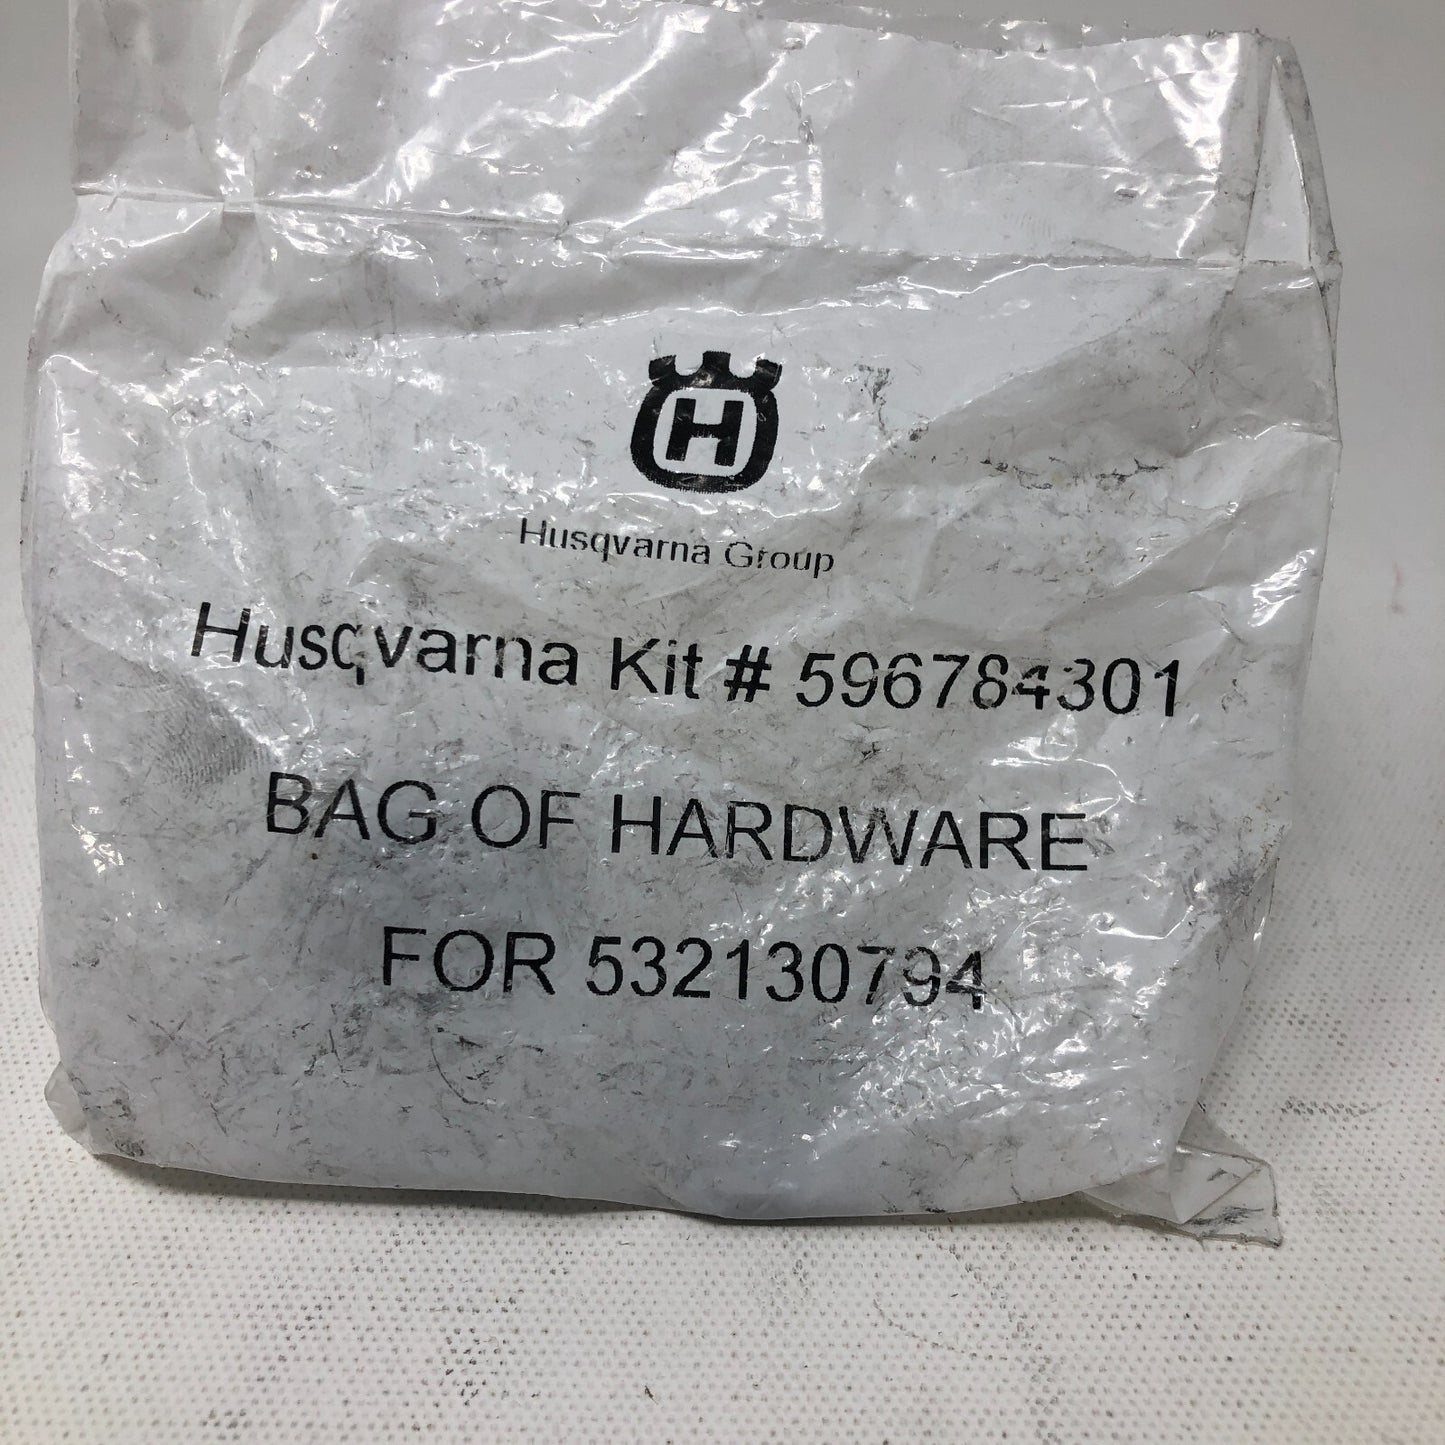 H
Husqvarna Group
Husqvarna Kit # 596784301
BAG OF HARDWARE
FOR 532130794